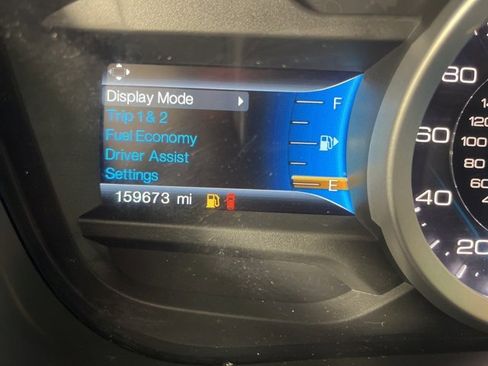 Display Mode
Trip 1 & 2
Fuel Economy
Driver Assist
Settings
159673 mi
F
E
80
60
40
20
120
100
80
60